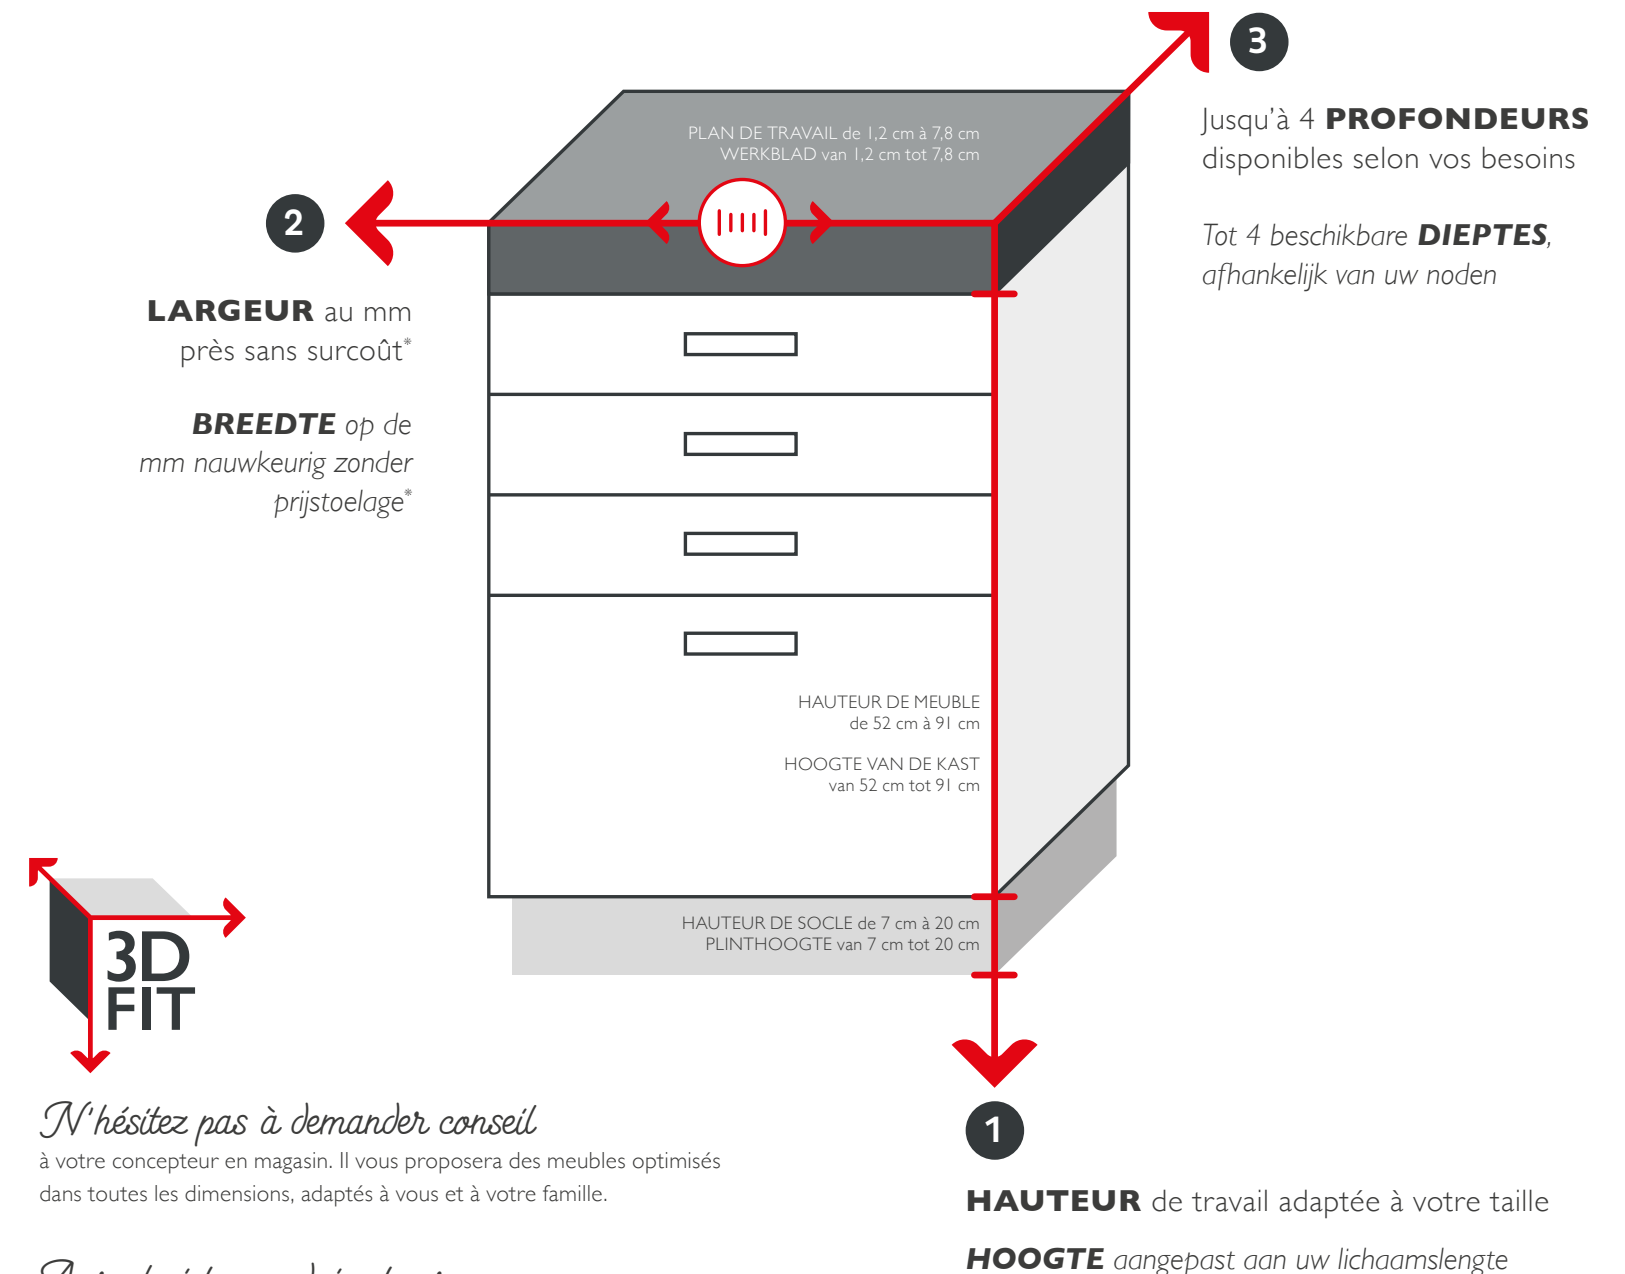 3
Jusqu'à 4 PROFONDEURS
disponibles selon vos besoins
Tot 4 beschikbare DIEPTES,
afhankelijk van uw noden
PLAN DE TRAVAIL de 1,2 cm à 7,8 cm
WERKBLAD van 1,2 cm tot 7,8 cm
2
LARGEUR au mm
près sans surcoût*
BREEDTE op de
mm nauwkeurig zonder
prijstoelage*
HAUTEUR DE MEUBLE
de 52 cm à 91 cm
HOOGTE VAN DE KAST
van 52 cm tot 91 cm
HAUTEUR DE SOCLE de 7 cm à 20 cm
PLINTHOOGTE van 7 cm tot 20 cm
3D
FIT
N'hésitez pas à demander conseil
à votre concepteur en magasin. Il vous proposera des meubles optimisés
dans toutes les dimensions, adaptés à vous et à votre famille.
1
HAUTEUR de travail adaptée à votre taille
HOOGTE aangepast aan uw lichaamslengte